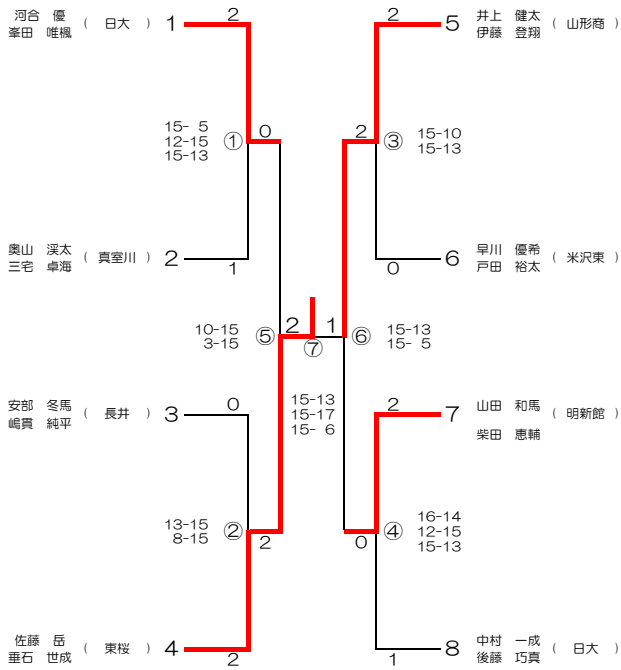 河合 優
峯田 唯楓
( 日大 )
1
2
井上 健太
伊藤 登翔
( 山形商 )
5
2
15- 5
12-15
15-13
①
0
2
③
15-10
15-13
奥山 渓太
三宅 卓海
( 真室川 )
2
1
早川 優希
戸田 裕太
( 米沢東 )
6
0
10-15
3-15
⑤
2
⑦
1
⑥
15-13
15- 5
15-13
15-17
15- 6
安部 冬馬
嶋貫 純平
( 長井 )
3
0
山田 和馬
柴田 恵輔
( 明新館 )
7
2
13-15
8-15
②
2
0
④
16-14
12-15
15-13
佐藤 岳
垂石 世成
( 東桜 )
4
2
中村 一成
後藤 巧真
( 日大 )
8
1